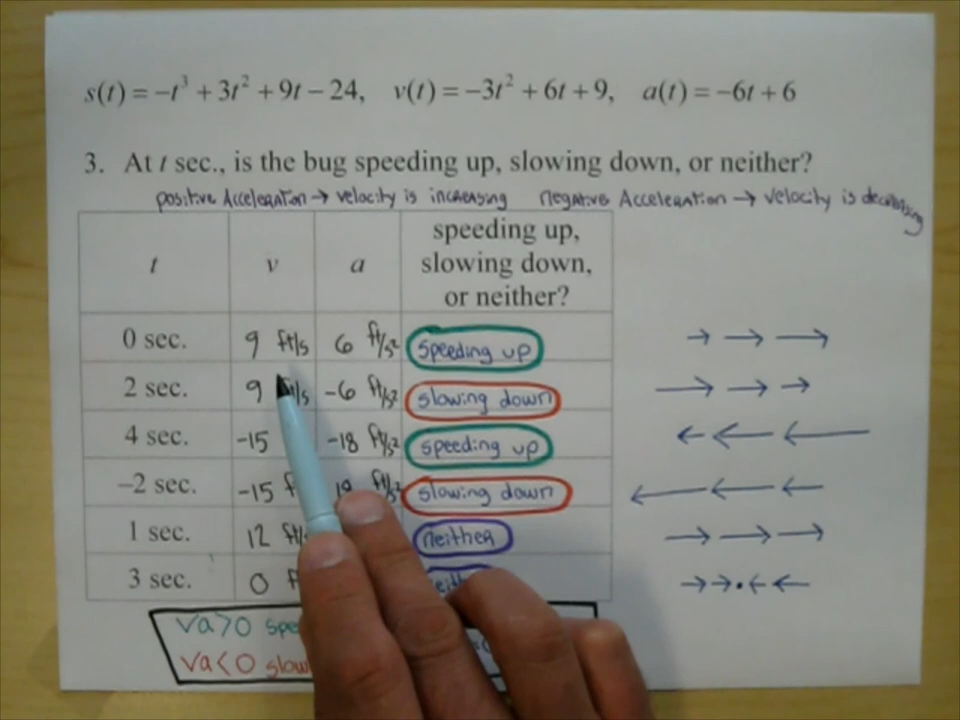 s(t) = −t³ + 3t² + 9t − 24, v(t) = −3t² + 6t + 9, a(t) = −6t + 6
3. At t sec., is the bug speeding up, slowing down, or neither?
positive Acceleration → velocity is increasing negative Acceleration → velocity is decreasing
t v a speeding up, slowing down, or neither?
0 sec. 9 ft/s 6 ft/s² speeding up → → →
2 sec. 9 ft/s -6 ft/s² slowing down → → →
4 sec. -15 -18 ft/s² speeding up ← ← ←
−2 sec. -15 f slowing down ← ← ←
1 sec. 12 ft/ neither → → →
3 sec. 0 f → → • ← ←
va > 0 spe
va < 0 slow